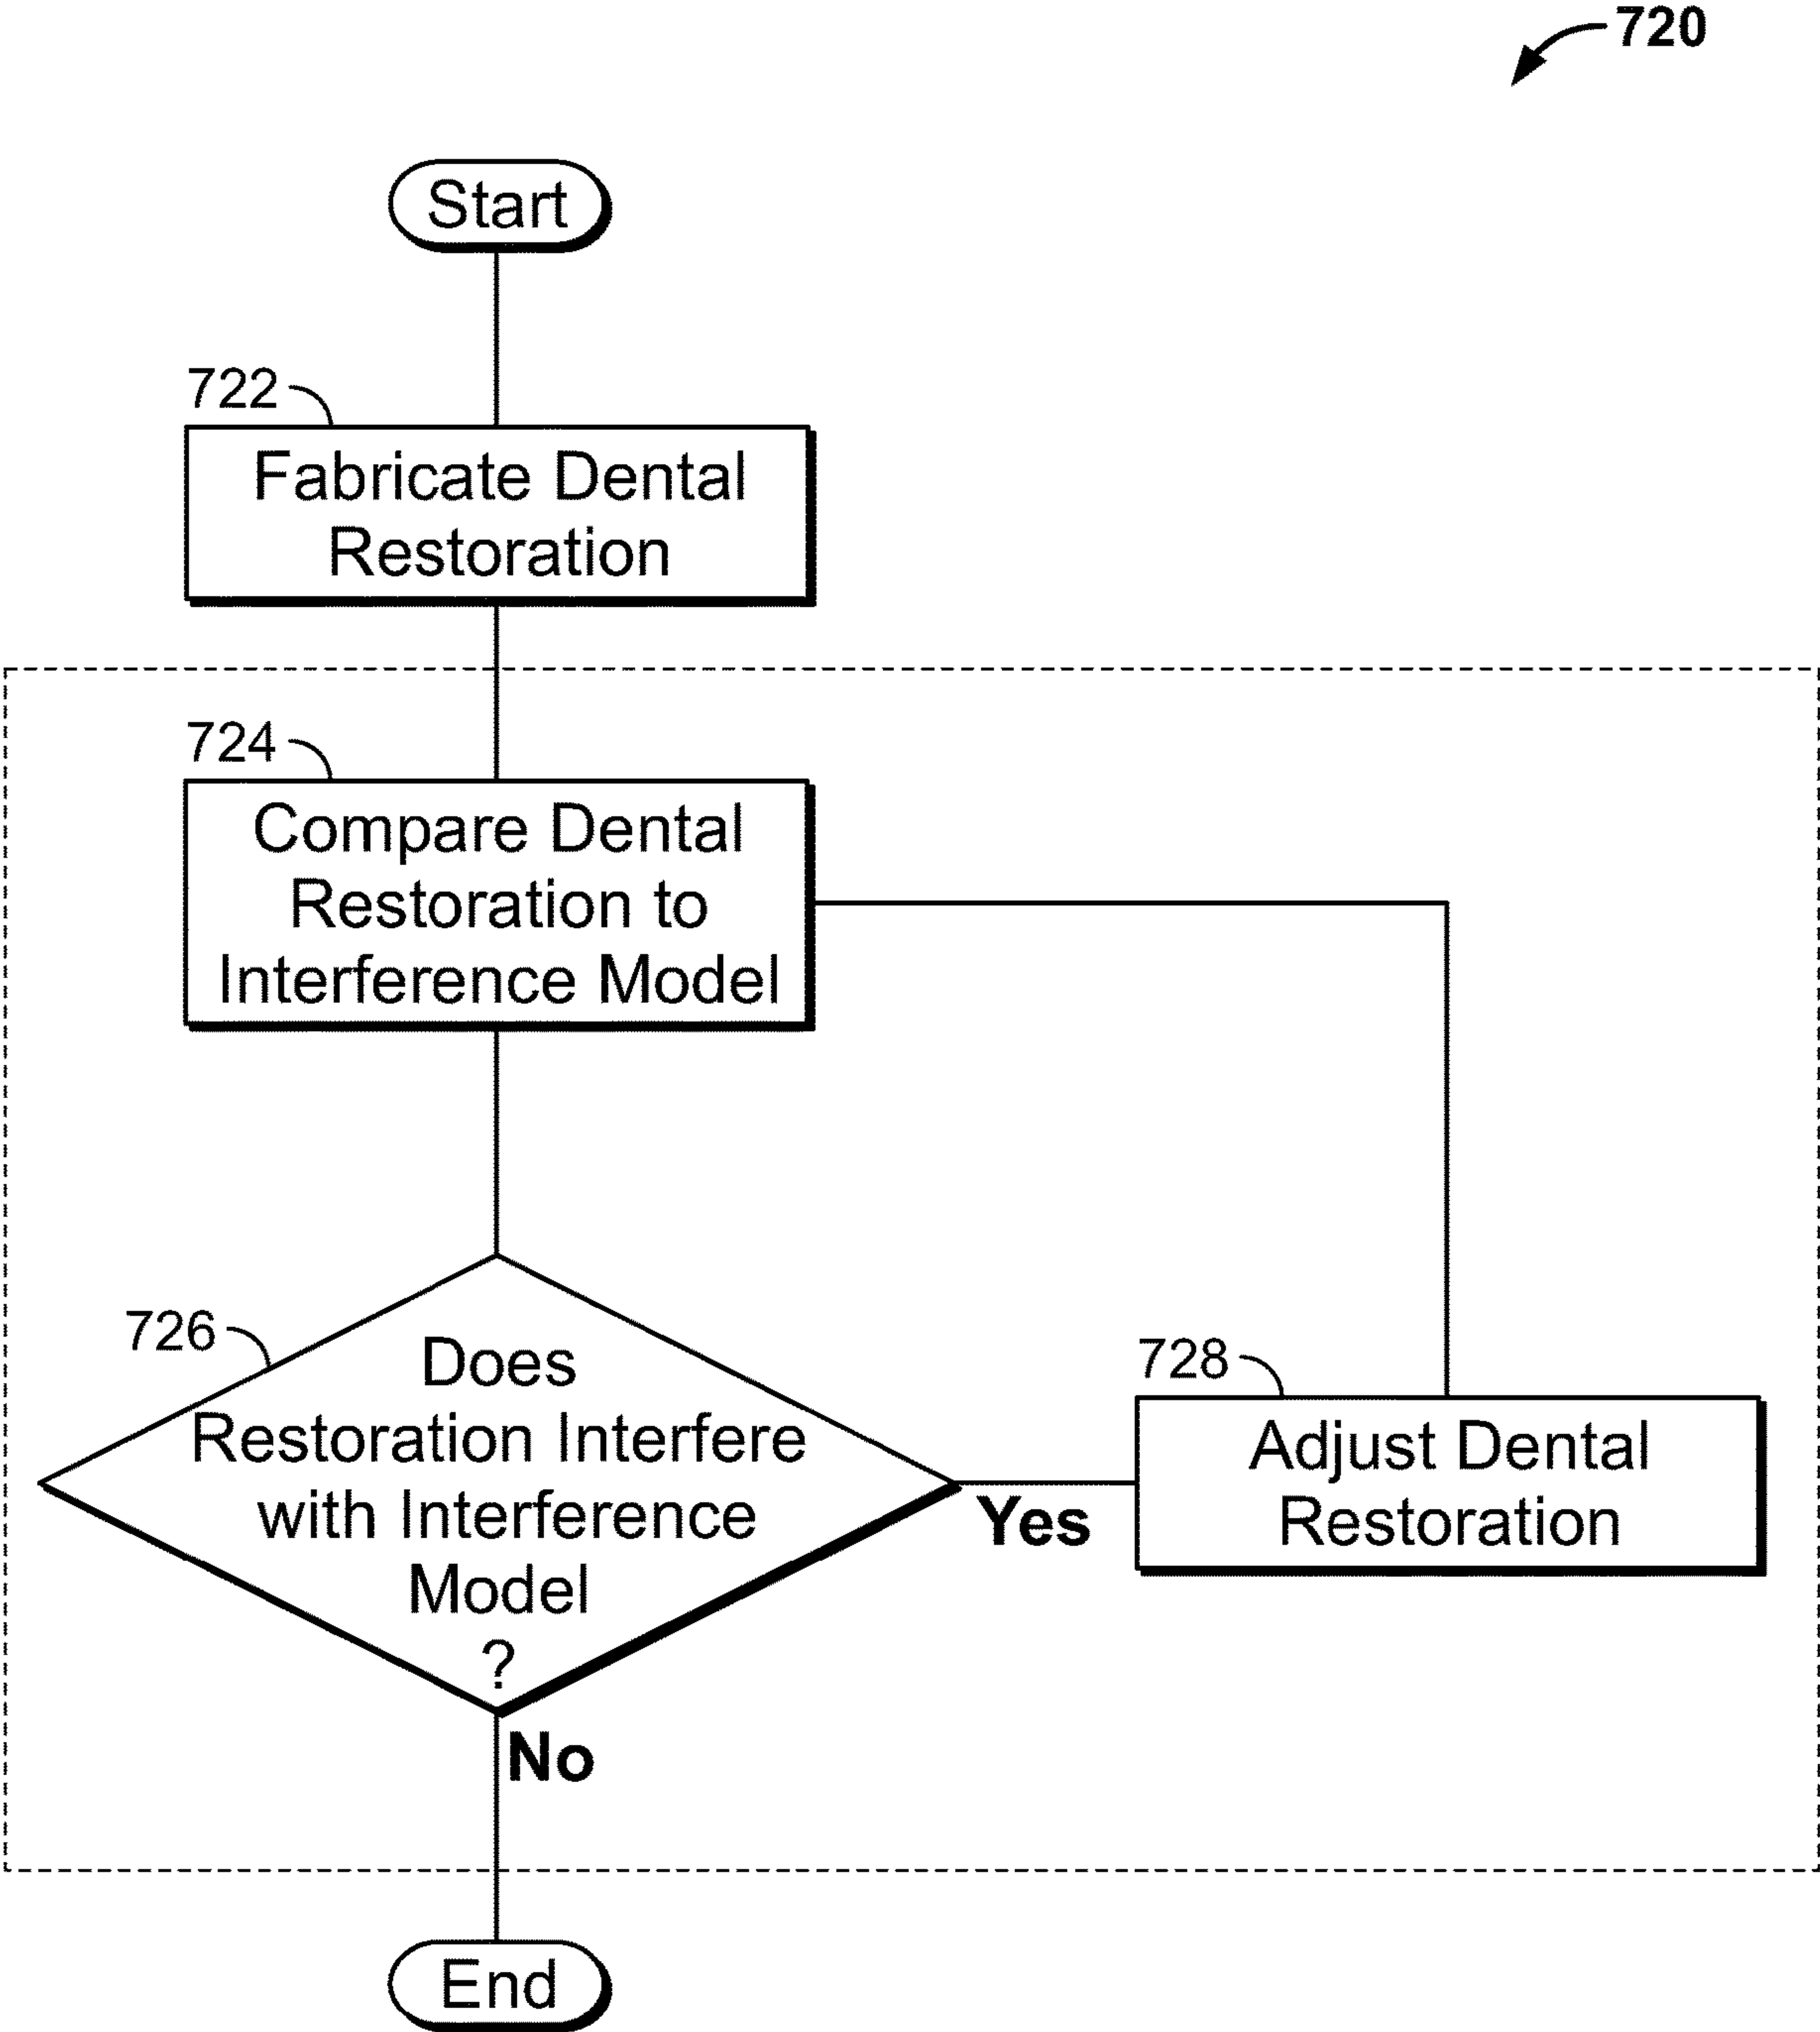 720
Start
722
Fabricate Dental
Restoration
724
Compare Dental
Restoration to
Interference Model
726
Does
Restoration Interfere
with Interference
Model
?
Yes
728
Adjust Dental
Restoration
No
End